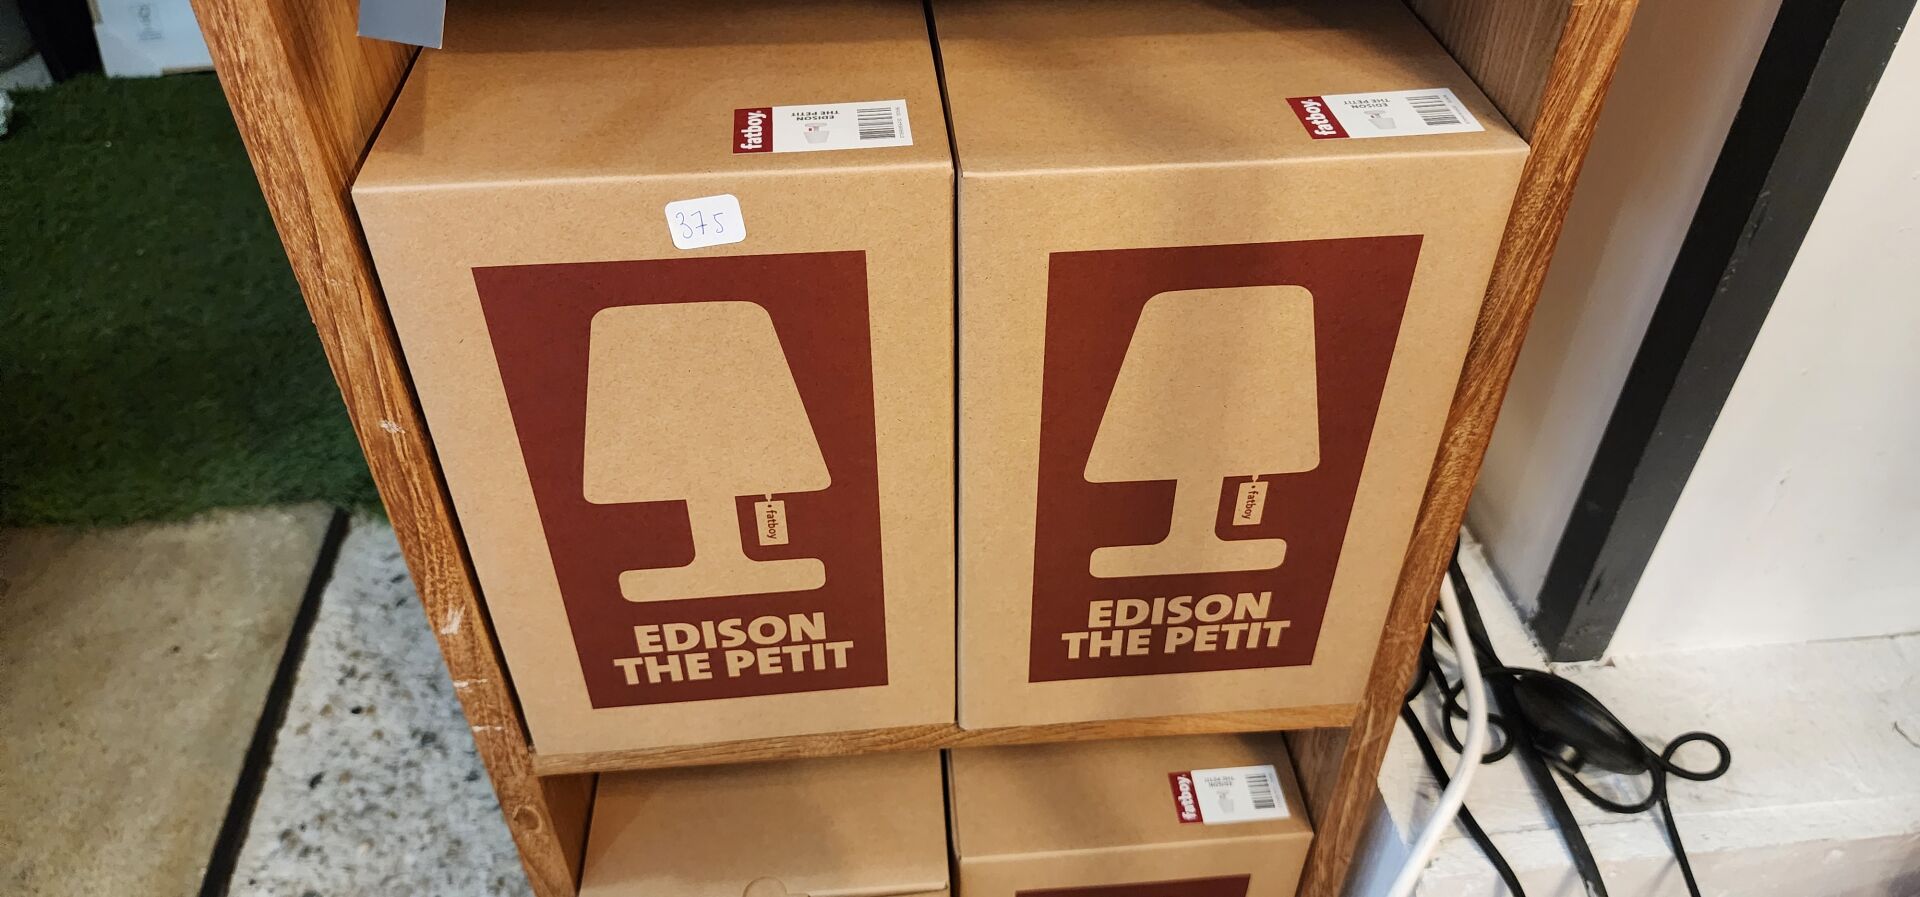 fatboy.
EDISON
THE PETIT
fatboy.
EDISON
THE PETIT
375
fatboy
EDISON
THE PETIT
fatboy
EDISON
THE PETIT
fatboy.
EDISON
THE PETIT